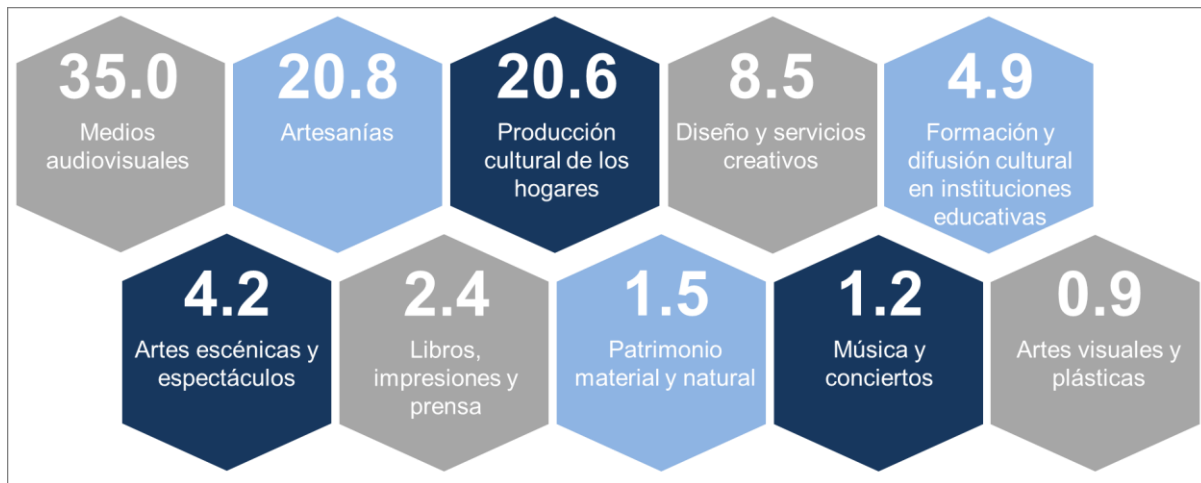 35.0
Medios
audiovisuales
20.8
Artesanías
20.6
Producción
cultural de los
hogares
8.5
Diseño y servicios
creativos
4.9
Formación y
difusión cultural
en instituciones
educativas
4.2
Artes escénicas y
espectáculos
2.4
Libros,
impresiones y
prensa
1.5
Patrimonio
material y natural
1.2
Música y
conciertos
0.9
Artes visuales y
plásticas